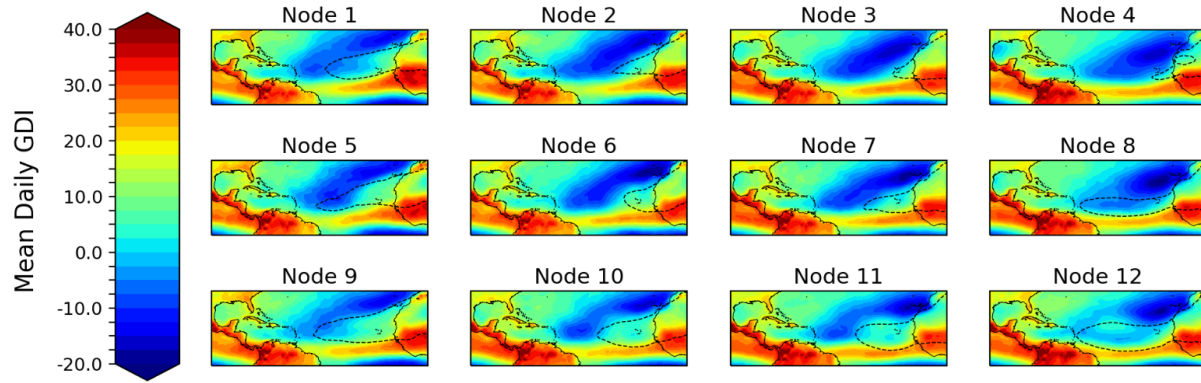 Mean Daily GDI
40.0
30.0
20.0
10.0
0.0
-10.0
-20.0
Node 1
Node 2
Node 3
Node 4
Node 5
Node 6
Node 7
Node 8
Node 9
Node 10
Node 11
Node 12